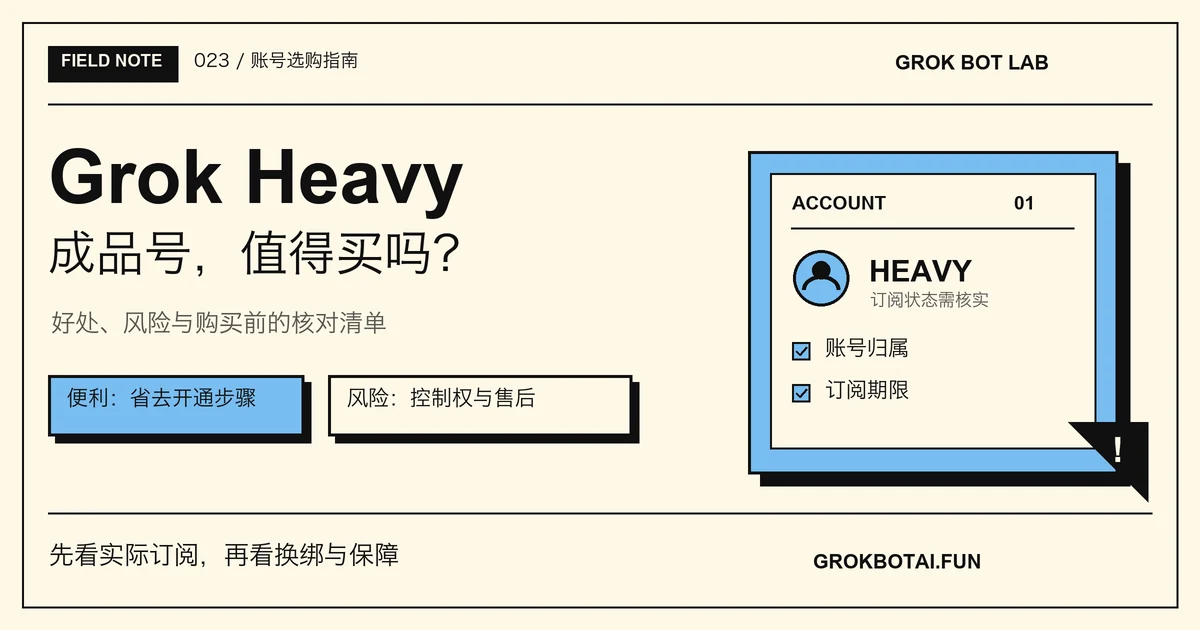 FIELD NOTE 023 / 账号选购指南
GROK BOT LAB
Grok Heavy
成品号，值得买吗？
好处、风险与购买前的核对清单
便利：省去开通步骤
风险：控制权与售后
ACCOUNT 01
HEAVY
订阅状态需核实
账号归属
订阅期限
!
先看实际订阅，再看换绑与保障
GROKBOTAI.FUN